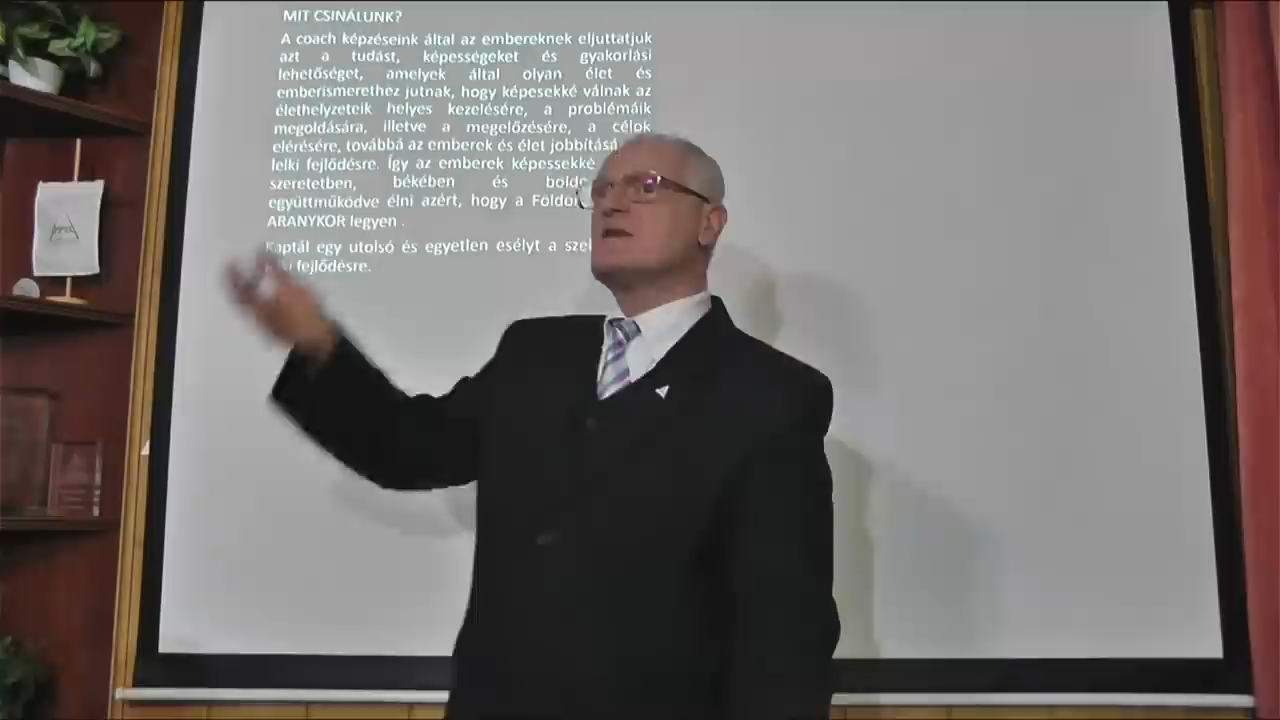 MIT CSINÁLUNK?
A coach képzéseink által az embereknek eljuttatjuk
azt a tudást, képességeket és gyakorlási
lehetőséget, amelyek által olyan élet és
emberismerethez jutnak, hogy képesekké válnak az
élethelyzeteik helyes kezelésére, a problémáik
megoldására, illetve a megelőzésére, a célok
elérésére, továbbá az emberek és élet jobbítása
lelki fejlődésre. Így az emberek képessekké
szeretetben, békében és
együttműködve élni azért, hogy a
ARANYKOR legyen .
Kaptál egy utolsó és egyetlen esélyt a
fejlődésre.